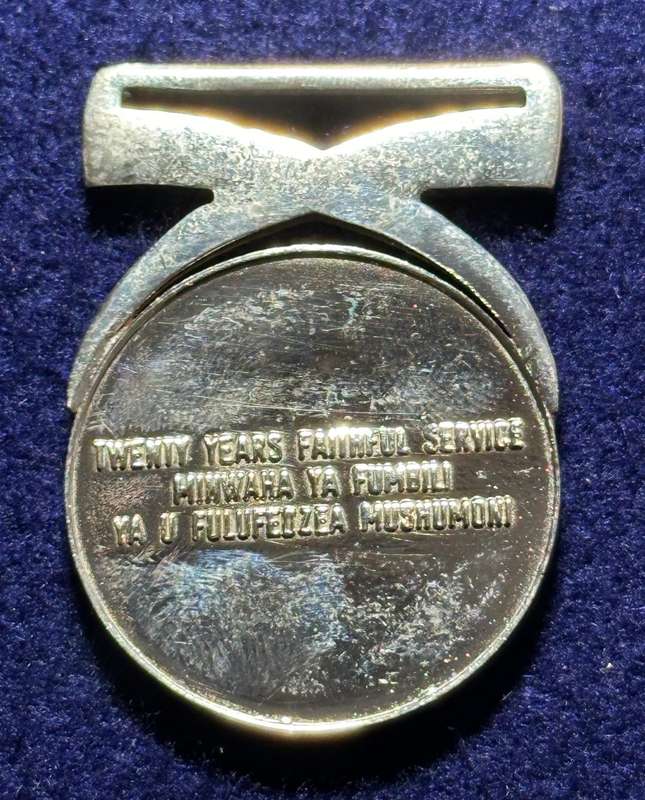 TWENTY YEARS FAITHFUL SERVICE
MINWAHA YA FUMBILI
YA U FULUFEDZEA MUSHUMONI